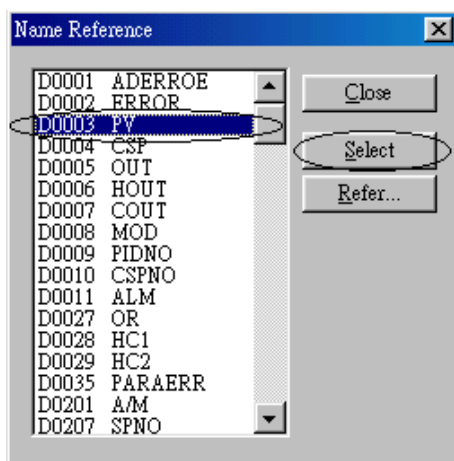 Name Reference
D0001 ADERROE
D0002 ERROR
D0003 PV
D0004 CSP
D0005 OUT
D0006 HOUT
D0007 COUT
D0008 MOD
D0009 PIDNO
D0010 CSPNO
D0011 ALM
D0027 OR
D0028 HC1
D0029 HC2
D0035 PARAERR
D0201 A/M
D0207 SPNO
Close
Select
Refer...